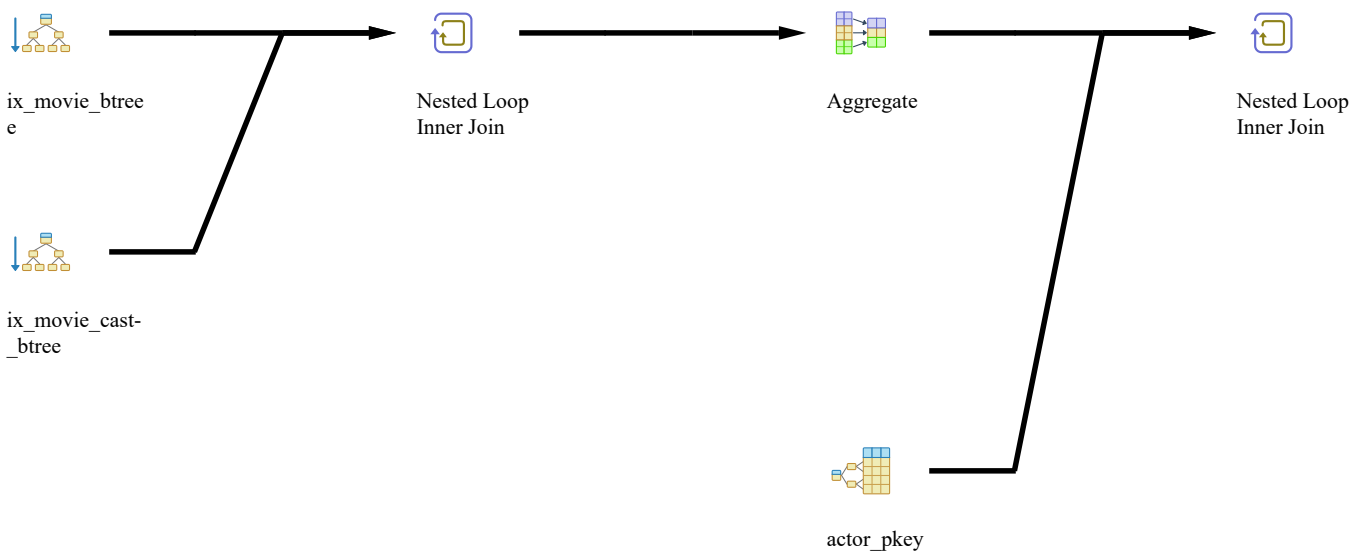 ix_movie_btree
e
Nested Loop
Inner Join
Aggregate
Nested Loop
Inner Join
ix_movie_cast-
_btree
actor_pkey